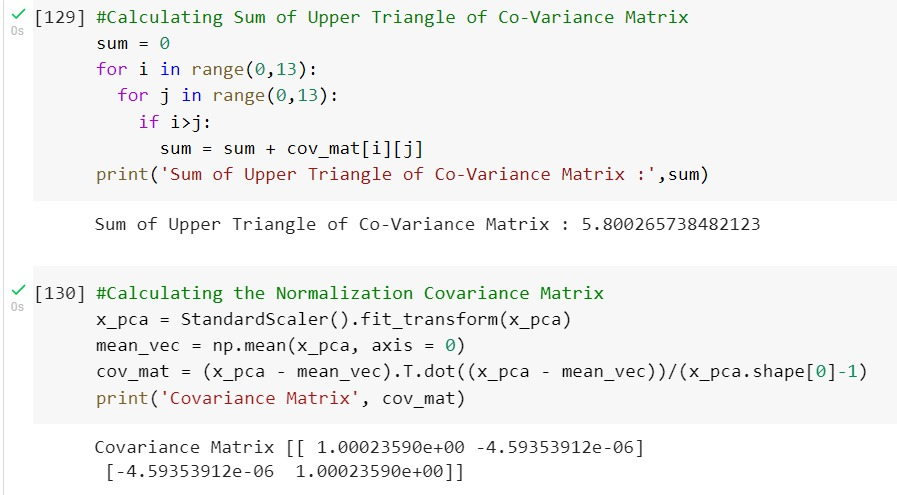 [129] #Calculating Sum of Upper Triangle of Co-Variance Matrix
0s
sum = 0
for i in range(0,13):
  for j in range(0,13):
    if i>j:
      sum = sum + cov_mat[i][j]
print('Sum of Upper Triangle of Co-Variance Matrix :',sum)
Sum of Upper Triangle of Co-Variance Matrix : 5.800265738482123
[130] #Calculating the Normalization Covariance Matrix
0s
x_pca = StandardScaler().fit_transform(x_pca)
mean_vec = np.mean(x_pca, axis = 0)
cov_mat = (x_pca - mean_vec).T.dot((x_pca - mean_vec))/(x_pca.shape[0]-1)
print('Covariance Matrix', cov_mat)
Covariance Matrix [[ 1.00023590e+00 -4.59353912e-06]
 [-4.59353912e-06  1.00023590e+00]]